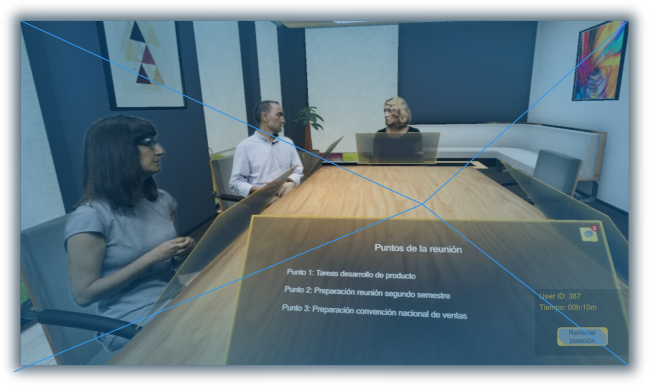 Puntos de la reunión
Punto 1: Tareas desarrollo de producto
Punto 2: Preparación reunión segundo semestre
Punto 3: Preparación convención nacional de ventas
User ID: 387
Tiempo: 00h:10m
Reiniciar
posición